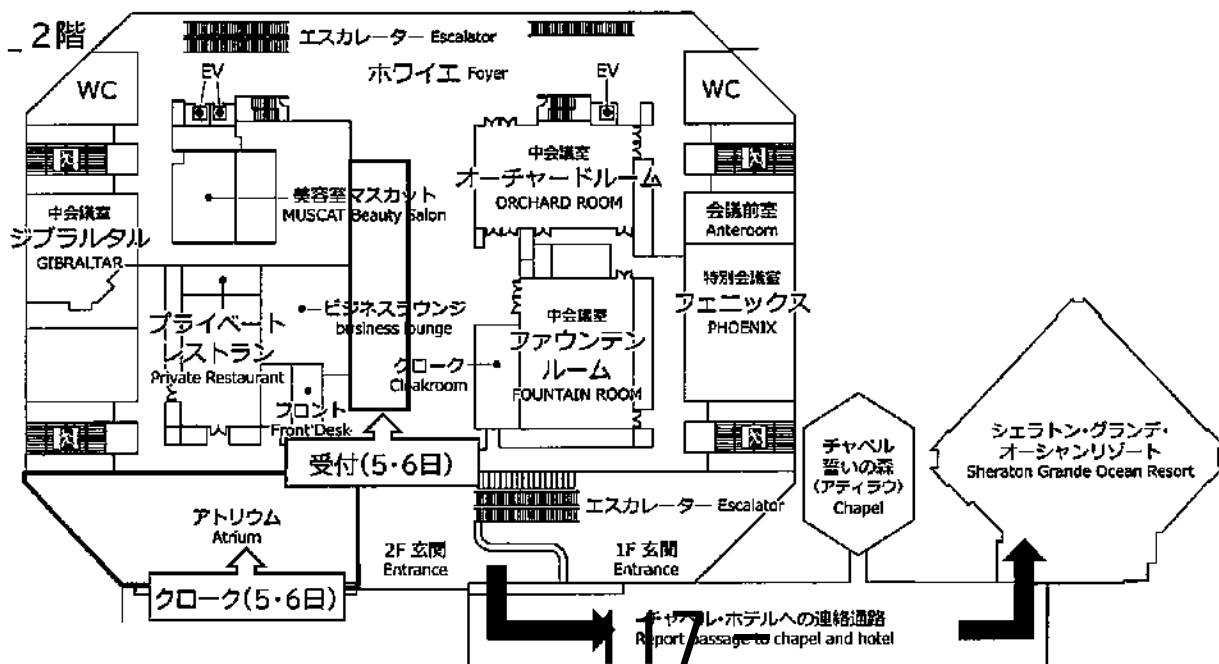 2階
エスカレーター Escalator
ホワイエ Foyer
WC
EV
EV
WC
中会議室
オーチャードルーム
ORCHARD ROOM
美容室マスカット
MUSCAT Beauty Salon
中会議室
ジブラルタル
GIBRALTAR
会議前室
Anteroom
特別会議室
フェニックス
PHOENIX
ビジネスラウンジ
business lounge
プライベート
レストラン
Private Restaurant
中会議室
ファウンテン
ルーム
FOUNTAIN ROOM
クローク
Cloakroom
フロント
Front Desk
受付(5・6日)
チャペル
誓いの森
(アティラウ)
Chapel
シェラトン・グランデ・
オーシャンリゾート
Sheraton Grande Ocean Resort
エスカレーター Escalator
アトリウム
Atrium
2F 玄関
Entrance
1F 玄関
Entrance
クローク(5・6日)
チャペル・ホテルへの連絡通路
Report passage to chapel and hotel
17